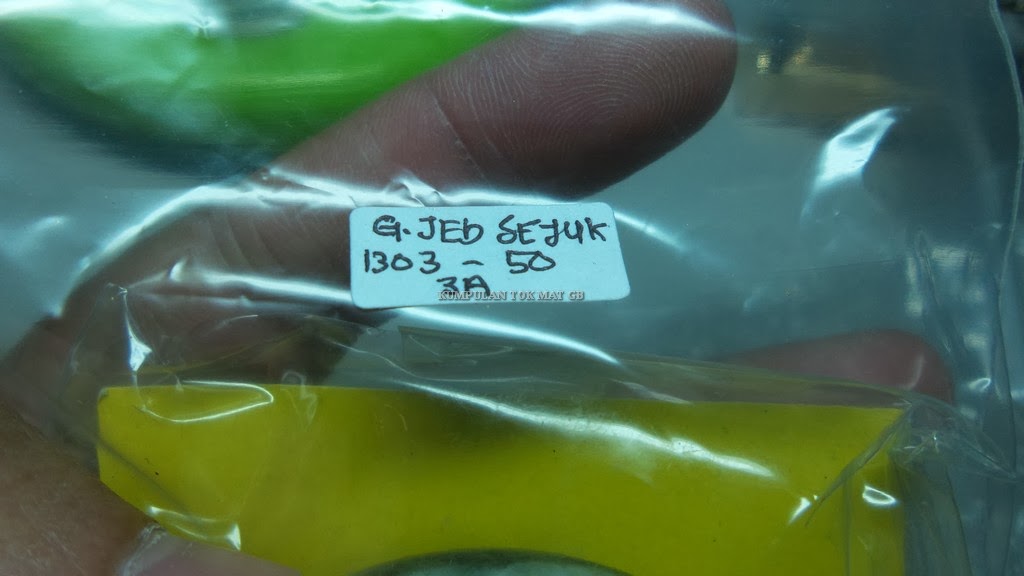 G. JED SEJUK
1303 - 50
3A
KUMPULAN TOK MAT GB